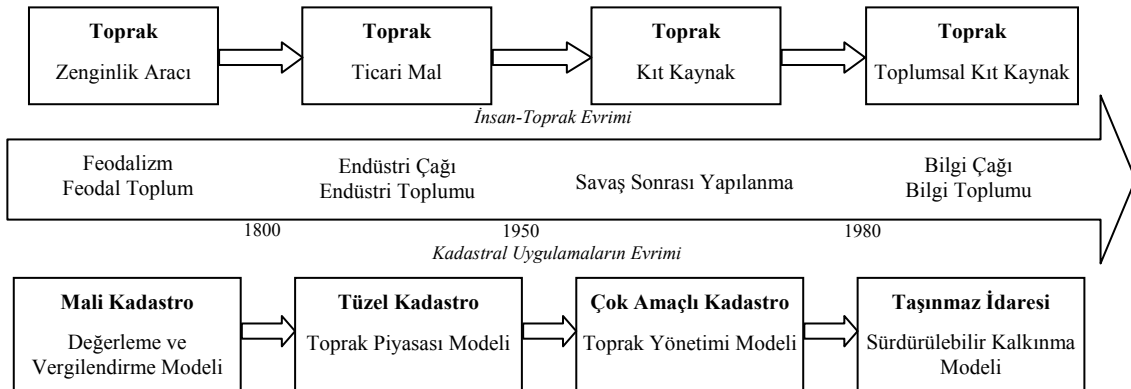 Toprak
Zenginlik Aracı
Toprak
Ticari Mal
Toprak
Kıt Kaynak
Toprak
Toplumsal Kıt Kaynak
İnsan-Toprak Evrimi
Feodalizm
Feodal Toplum
Endüstri Çağı
Endüstri Toplumu
Savaş Sonrası Yapılanma
Bilgi Çağı
Bilgi Toplumu
1800
1950
1980
Kadastral Uygulamaların Evrimi
Mali Kadastro
Değerleme ve
Vergilendirme Modeli
Tüzel Kadastro
Toprak Piyasası Modeli
Çok Amaçlı Kadastro
Toprak Yönetimi Modeli
Taşınmaz İdaresi
Sürdürülebilir Kalkınma
Modeli